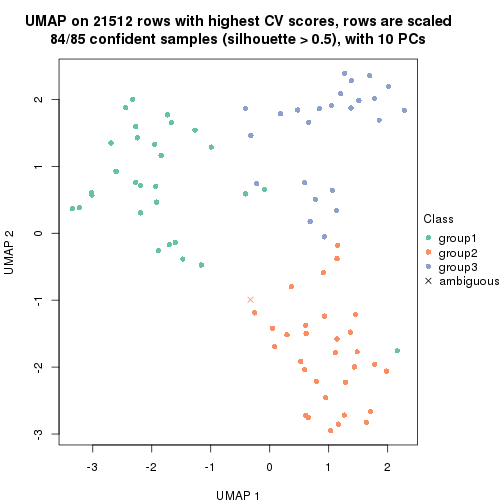 UMAP on 21512 rows with highest CV scores, rows are scaled
84/85 confident samples (silhouette > 0.5), with 10 PCs
2
1
0
-1
-2
-3
UMAP 2
-3
-2
-1
0
1
2
UMAP 1
Class
group1
group2
group3
ambiguous